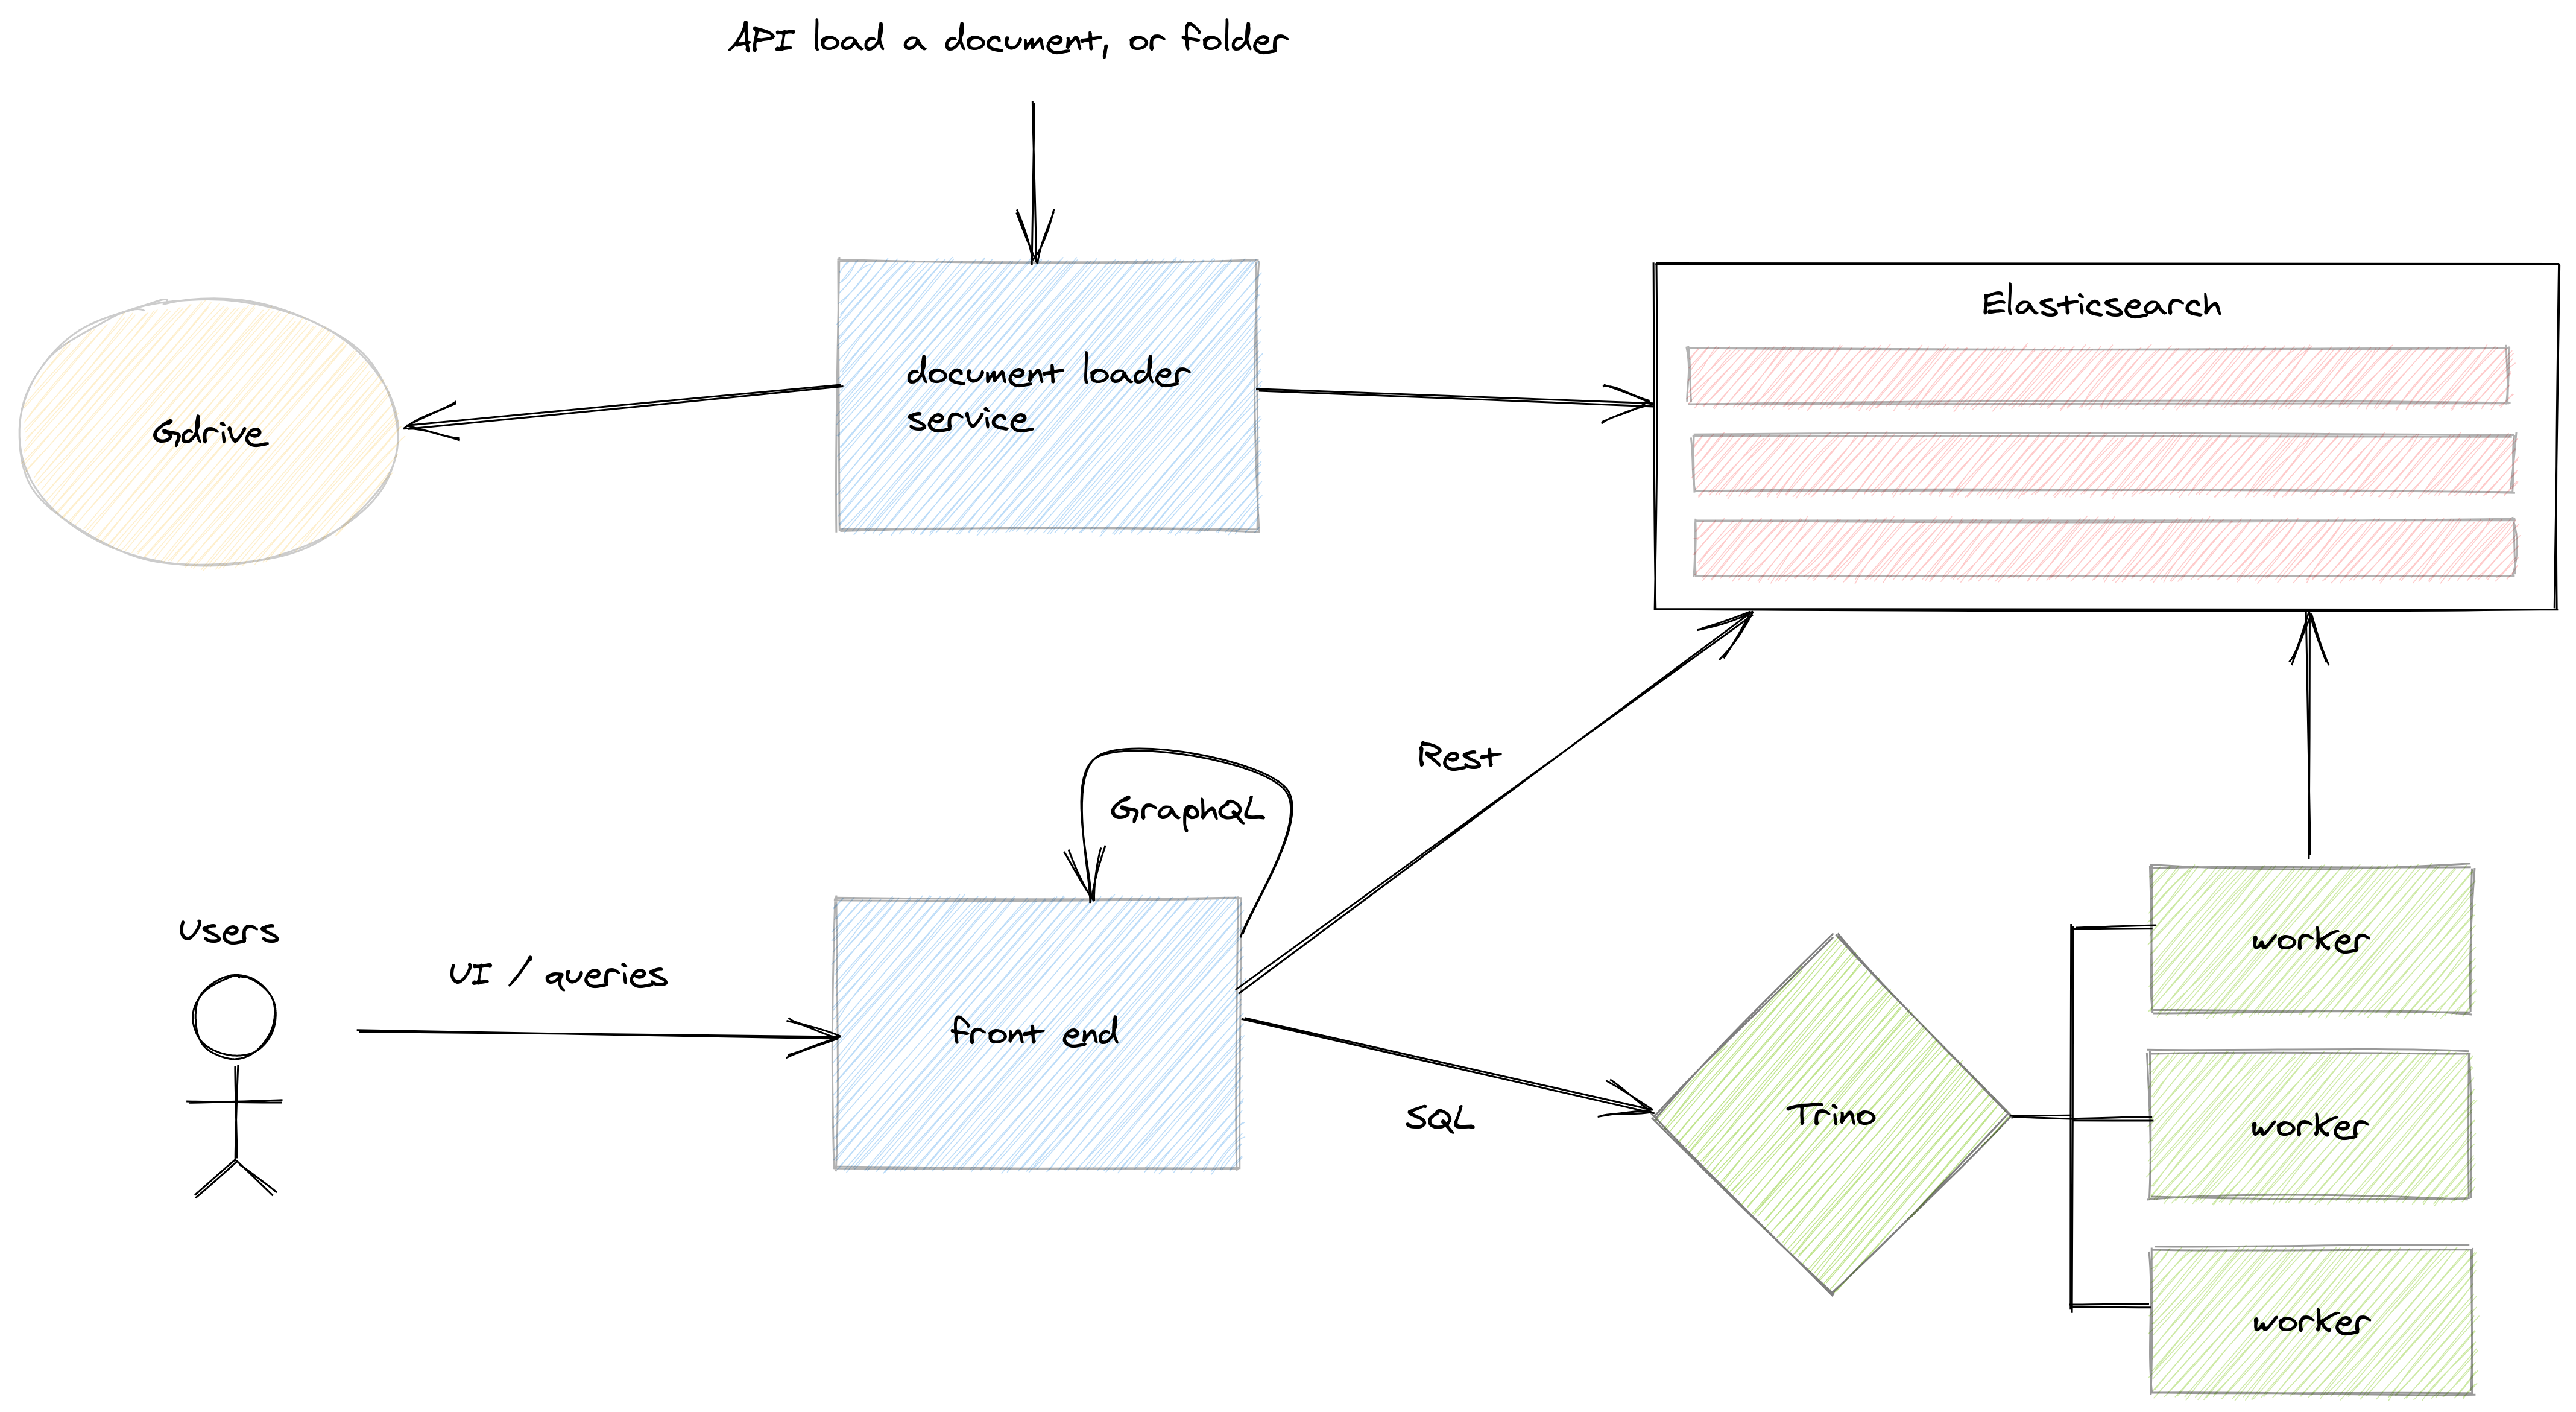 API load a document, or folder
Elasticsearch
document loader
service
Gdrive
Rest
GraphQL
Users
UI / queries
front end
SQL
Trino
worker
worker
worker